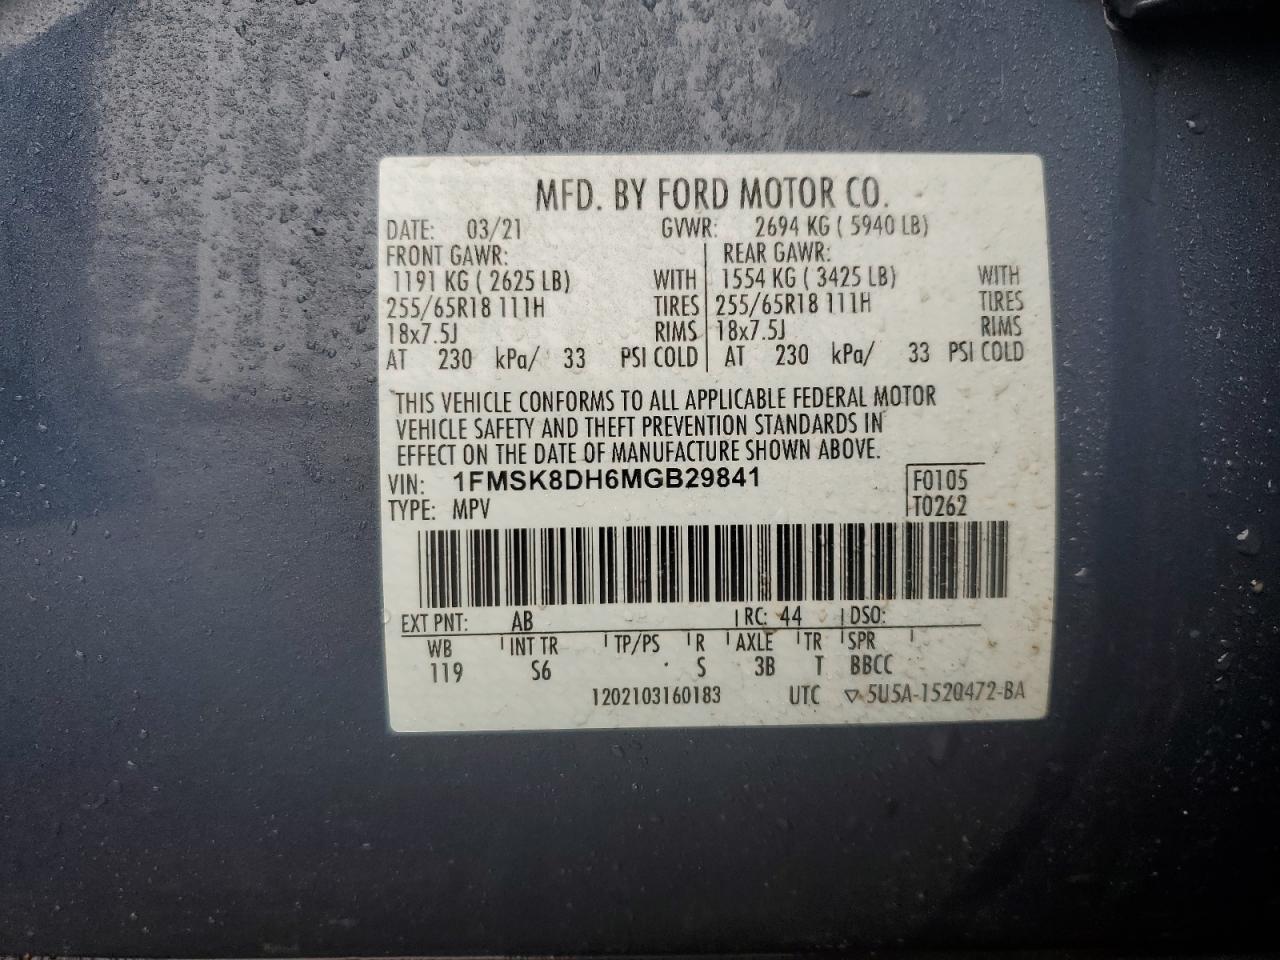 MFD. BY FORD MOTOR CO.
DATE: 03/21 GVWR: 2694 KG ( 5940 LB)
FRONT GAWR: REAR GAWR:
1191 KG ( 2625 LB) WITH 1554 KG ( 3425 LB) WITH
255/65R18 111H TIRES 255/65R18 111H TIRES
18x7.5J RIMS 18x7.5J RIMS
AT 230 kPa/ 33 PSI COLD AT 230 kPa/ 33 PSI COLD
THIS VEHICLE CONFORMS TO ALL APPLICABLE FEDERAL MOTOR
VEHICLE SAFETY AND THEFT PREVENTION STANDARDS IN
EFFECT ON THE DATE OF MANUFACTURE SHOWN ABOVE.
VIN: 1FMSK8DH6MGB29841 F0105
TYPE: MPV T0262
EXT PNT: AB RC: 44 DSO:
WB INT TR TP/PS R AXLE TR SPR
119 S6 S 3B T BBCC
1202103160183 UTC ▽ 5U5A-1520472-BA